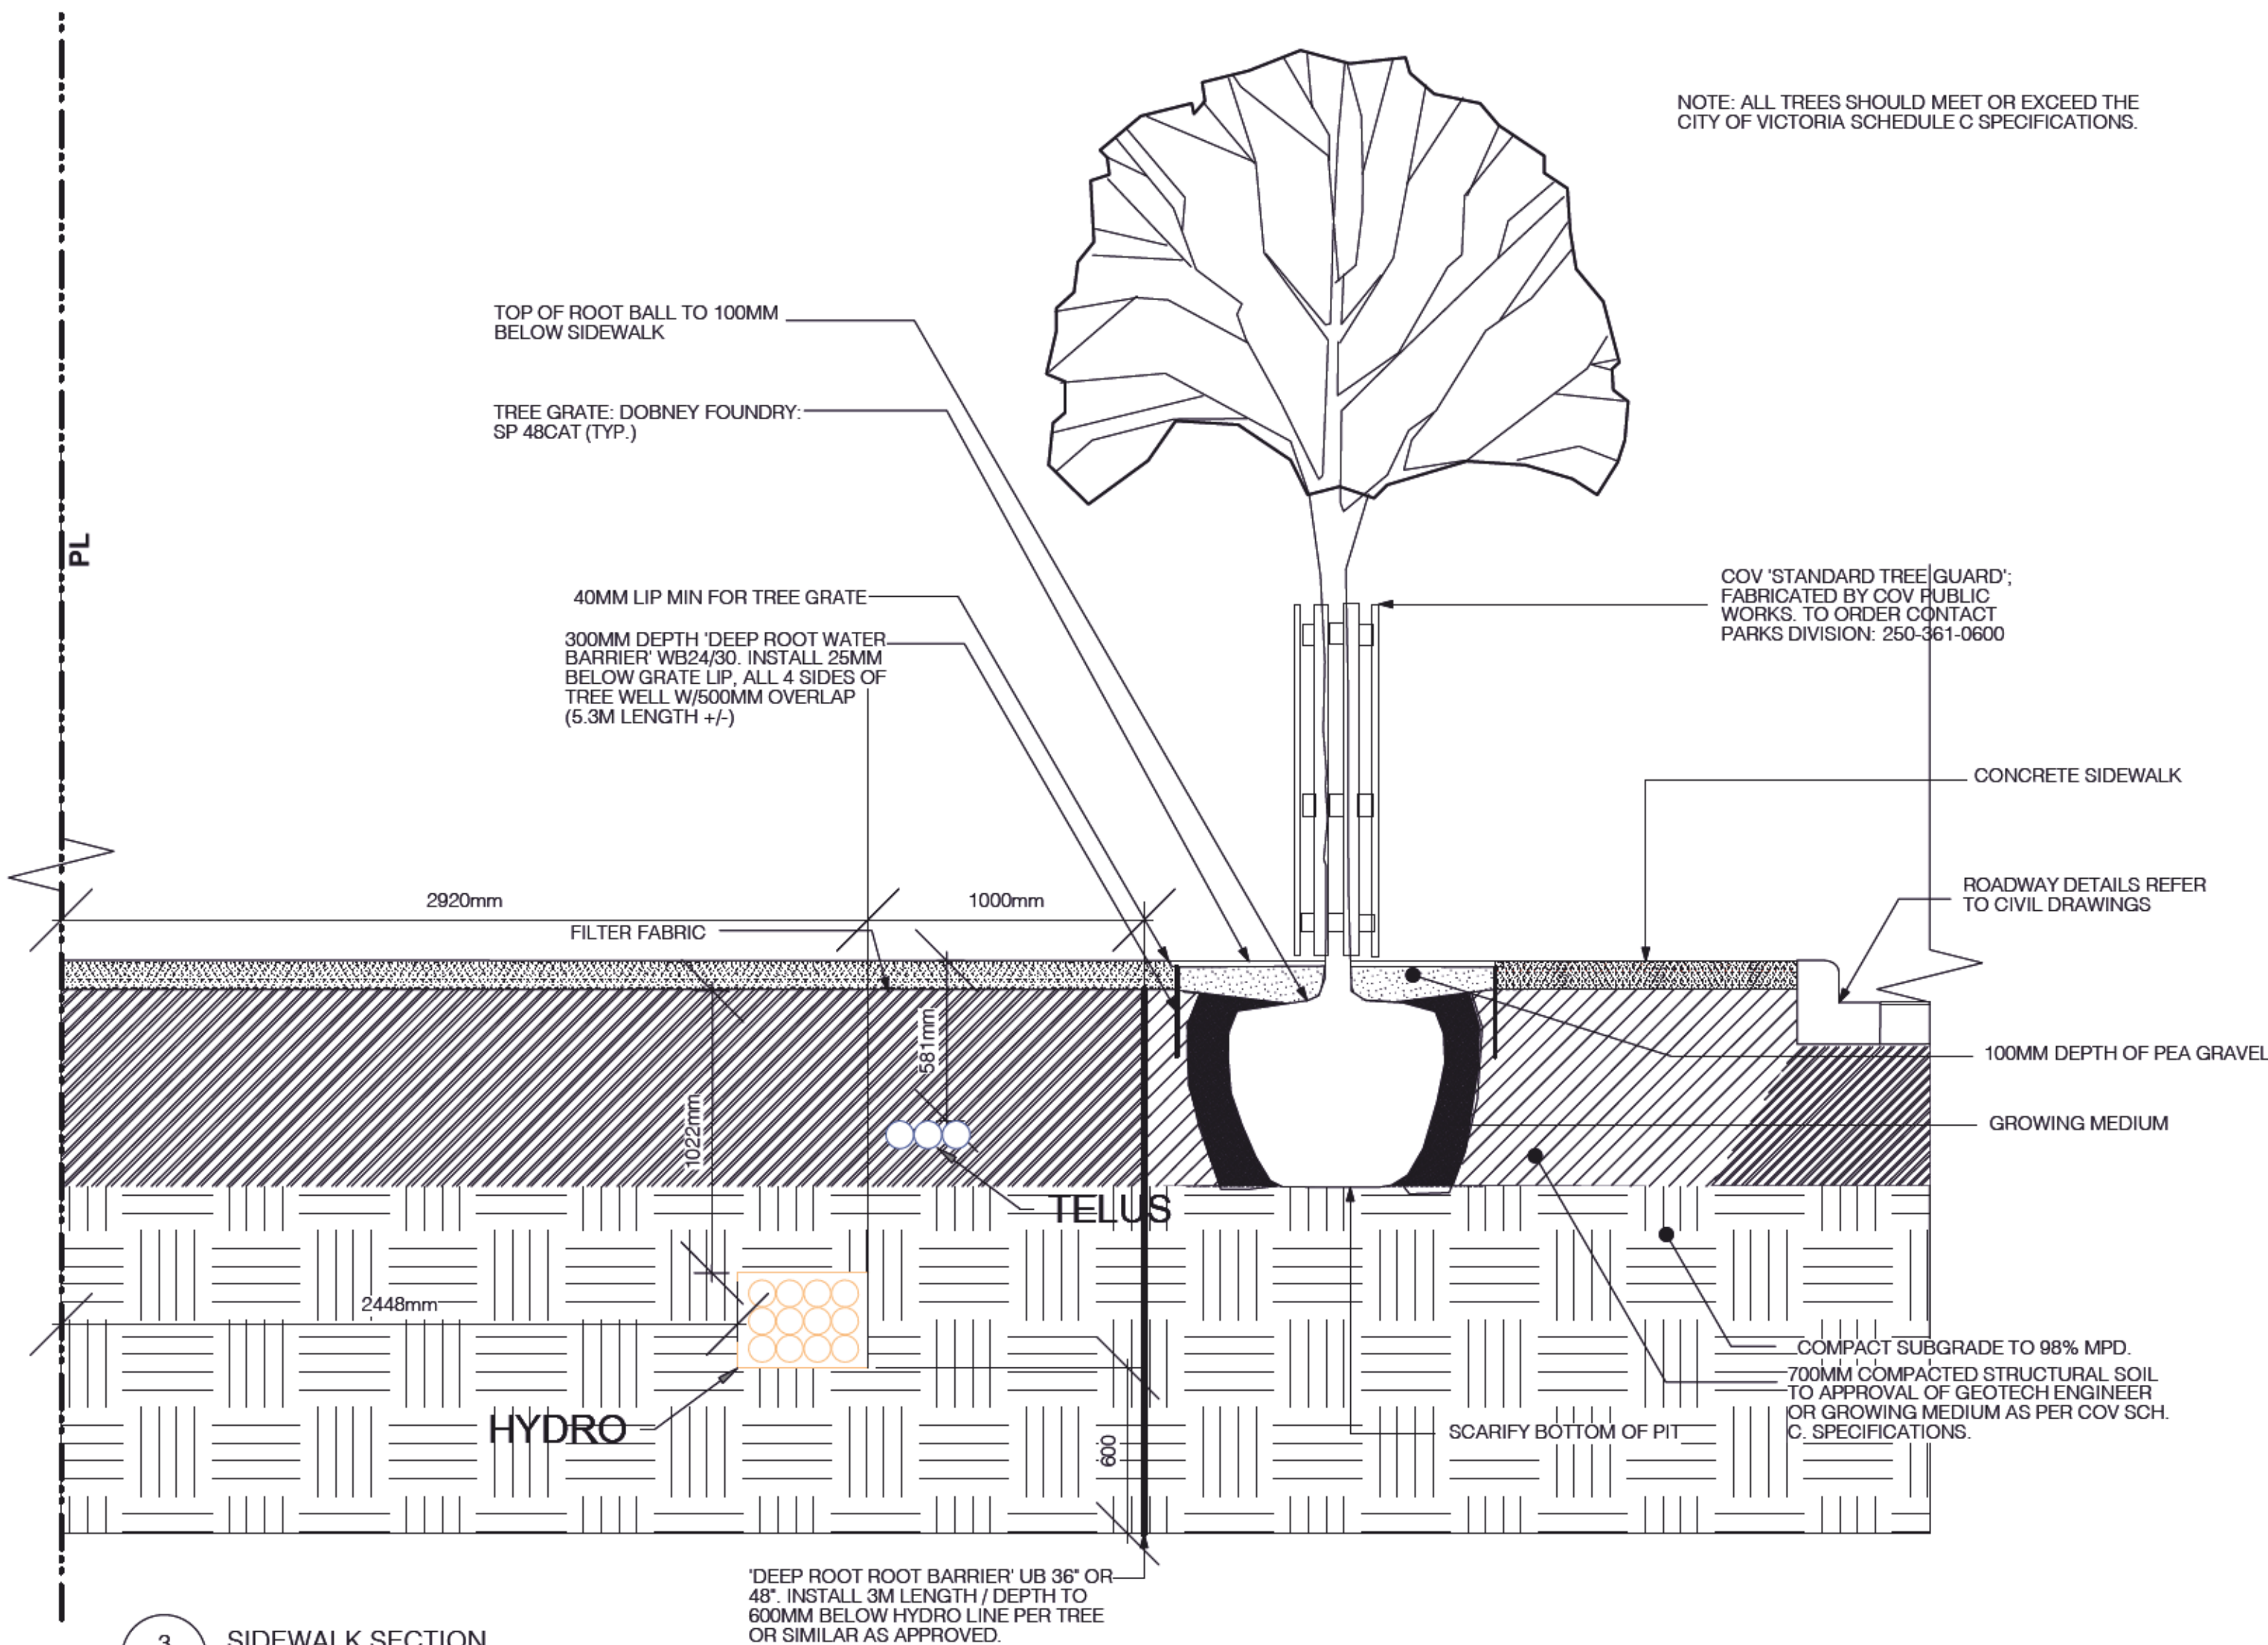 NOTE: ALL TREES SHOULD MEET OR EXCEED THE
CITY OF VICTORIA SCHEDULE C SPECIFICATIONS.
TOP OF ROOT BALL TO 100MM
BELOW SIDEWALK
TREE GRATE: DOBNEY FOUNDRY:
SP 48CAT (TYP.)
PL
40MM LIP MIN FOR TREE GRATE
300MM DEPTH 'DEEP ROOT WATER
BARRIER' WB24/30. INSTALL 25MM
BELOW GRATE LIP, ALL 4 SIDES OF
TREE WELL W/500MM OVERLAP
(5.3M LENGTH +/-)
COV 'STANDARD TREE GUARD';
FABRICATED BY COV PUBLIC
WORKS. TO ORDER CONTACT
PARKS DIVISION: 250-361-0600
CONCRETE SIDEWALK
ROADWAY DETAILS REFER
TO CIVIL DRAWINGS
2920mm
1000mm
FILTER FABRIC
581mm
1022mm
100MM DEPTH OF PEA GRAVEL
GROWING MEDIUM
TELUS
2448mm
HYDRO
600
SCARIFY BOTTOM OF PIT
COMPACT SUBGRADE TO 98% MPD.
700MM COMPACTED STRUCTURAL SOIL
TO APPROVAL OF GEOTECH ENGINEER
OR GROWING MEDIUM AS PER COV SCH.
C. SPECIFICATIONS.
'DEEP ROOT ROOT BARRIER' UB 36" OR
48". INSTALL 3M LENGTH / DEPTH TO
600MM BELOW HYDRO LINE PER TREE
OR SIMILAR AS APPROVED.
3
SIDEWALK SECTION